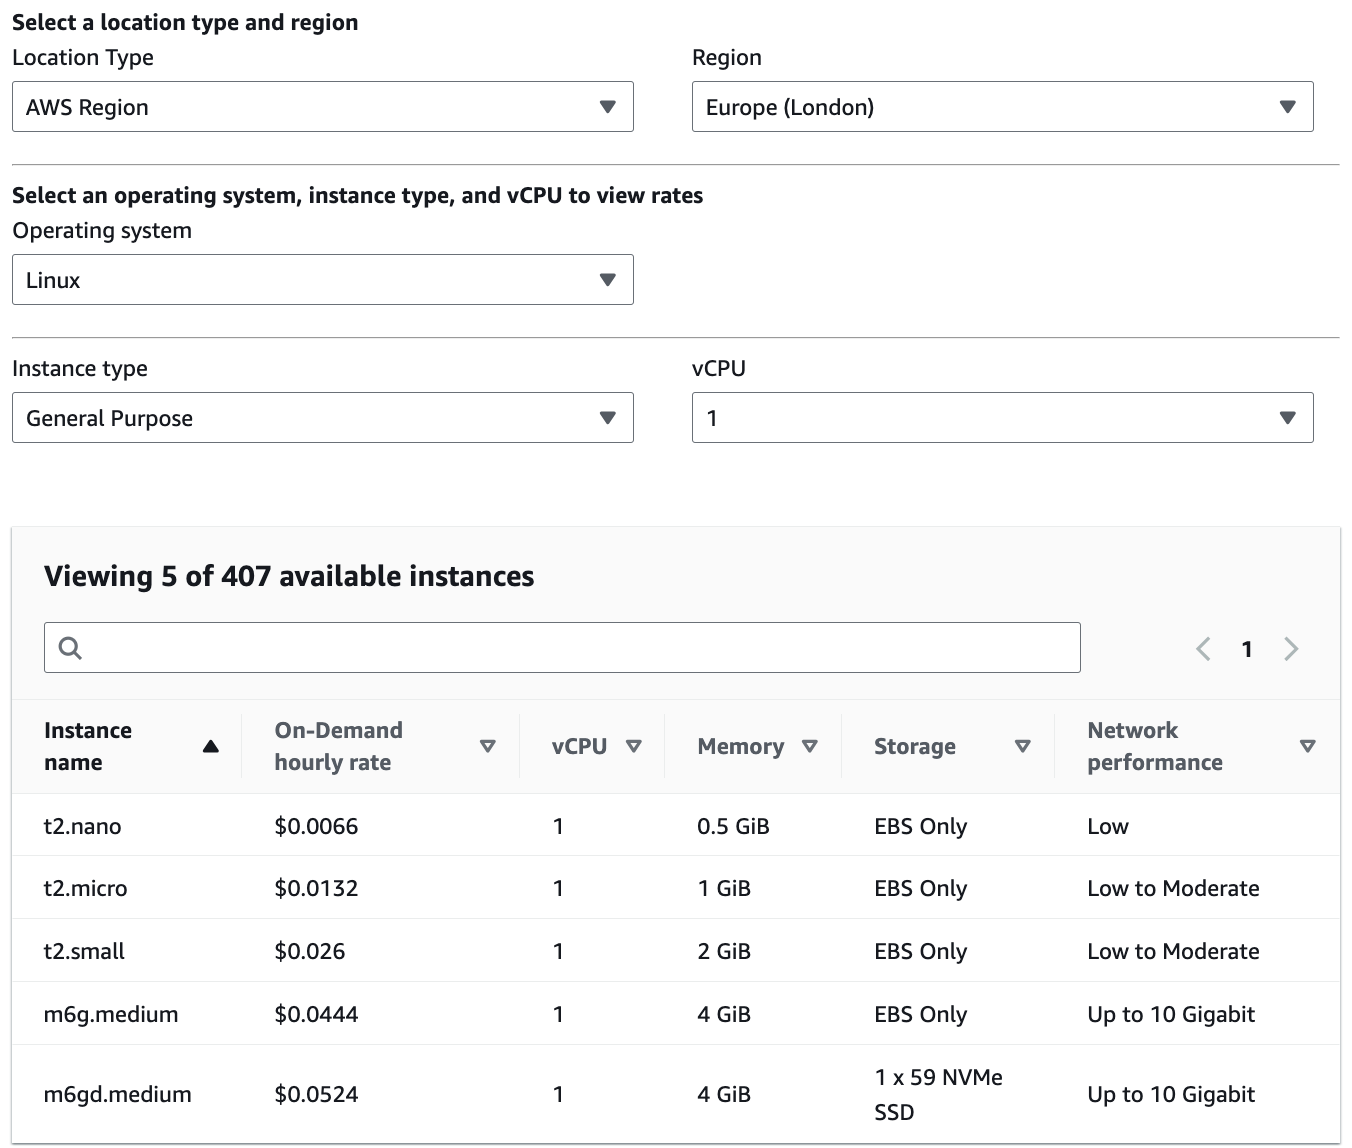 Select a location type and region
Location Type
Region
AWS Region
Europe (London)
Select an operating system, instance type, and vCPU to view rates
Operating system
Linux
Instance type
vCPU
General Purpose
1
Viewing 5 of 407 available instances
1
Instance name
On-Demand hourly rate
vCPU
Memory
Storage
Network performance
t2.nano $0.0066 1 0.5 GiB EBS Only Low
t2.micro $0.0132 1 1 GiB EBS Only Low to Moderate
t2.small $0.026 1 2 GiB EBS Only Low to Moderate
m6g.medium $0.0444 1 4 GiB EBS Only Up to 10 Gigabit
m6gd.medium $0.0524 1 4 GiB 1 x 59 NVMe SSD Up to 10 Gigabit